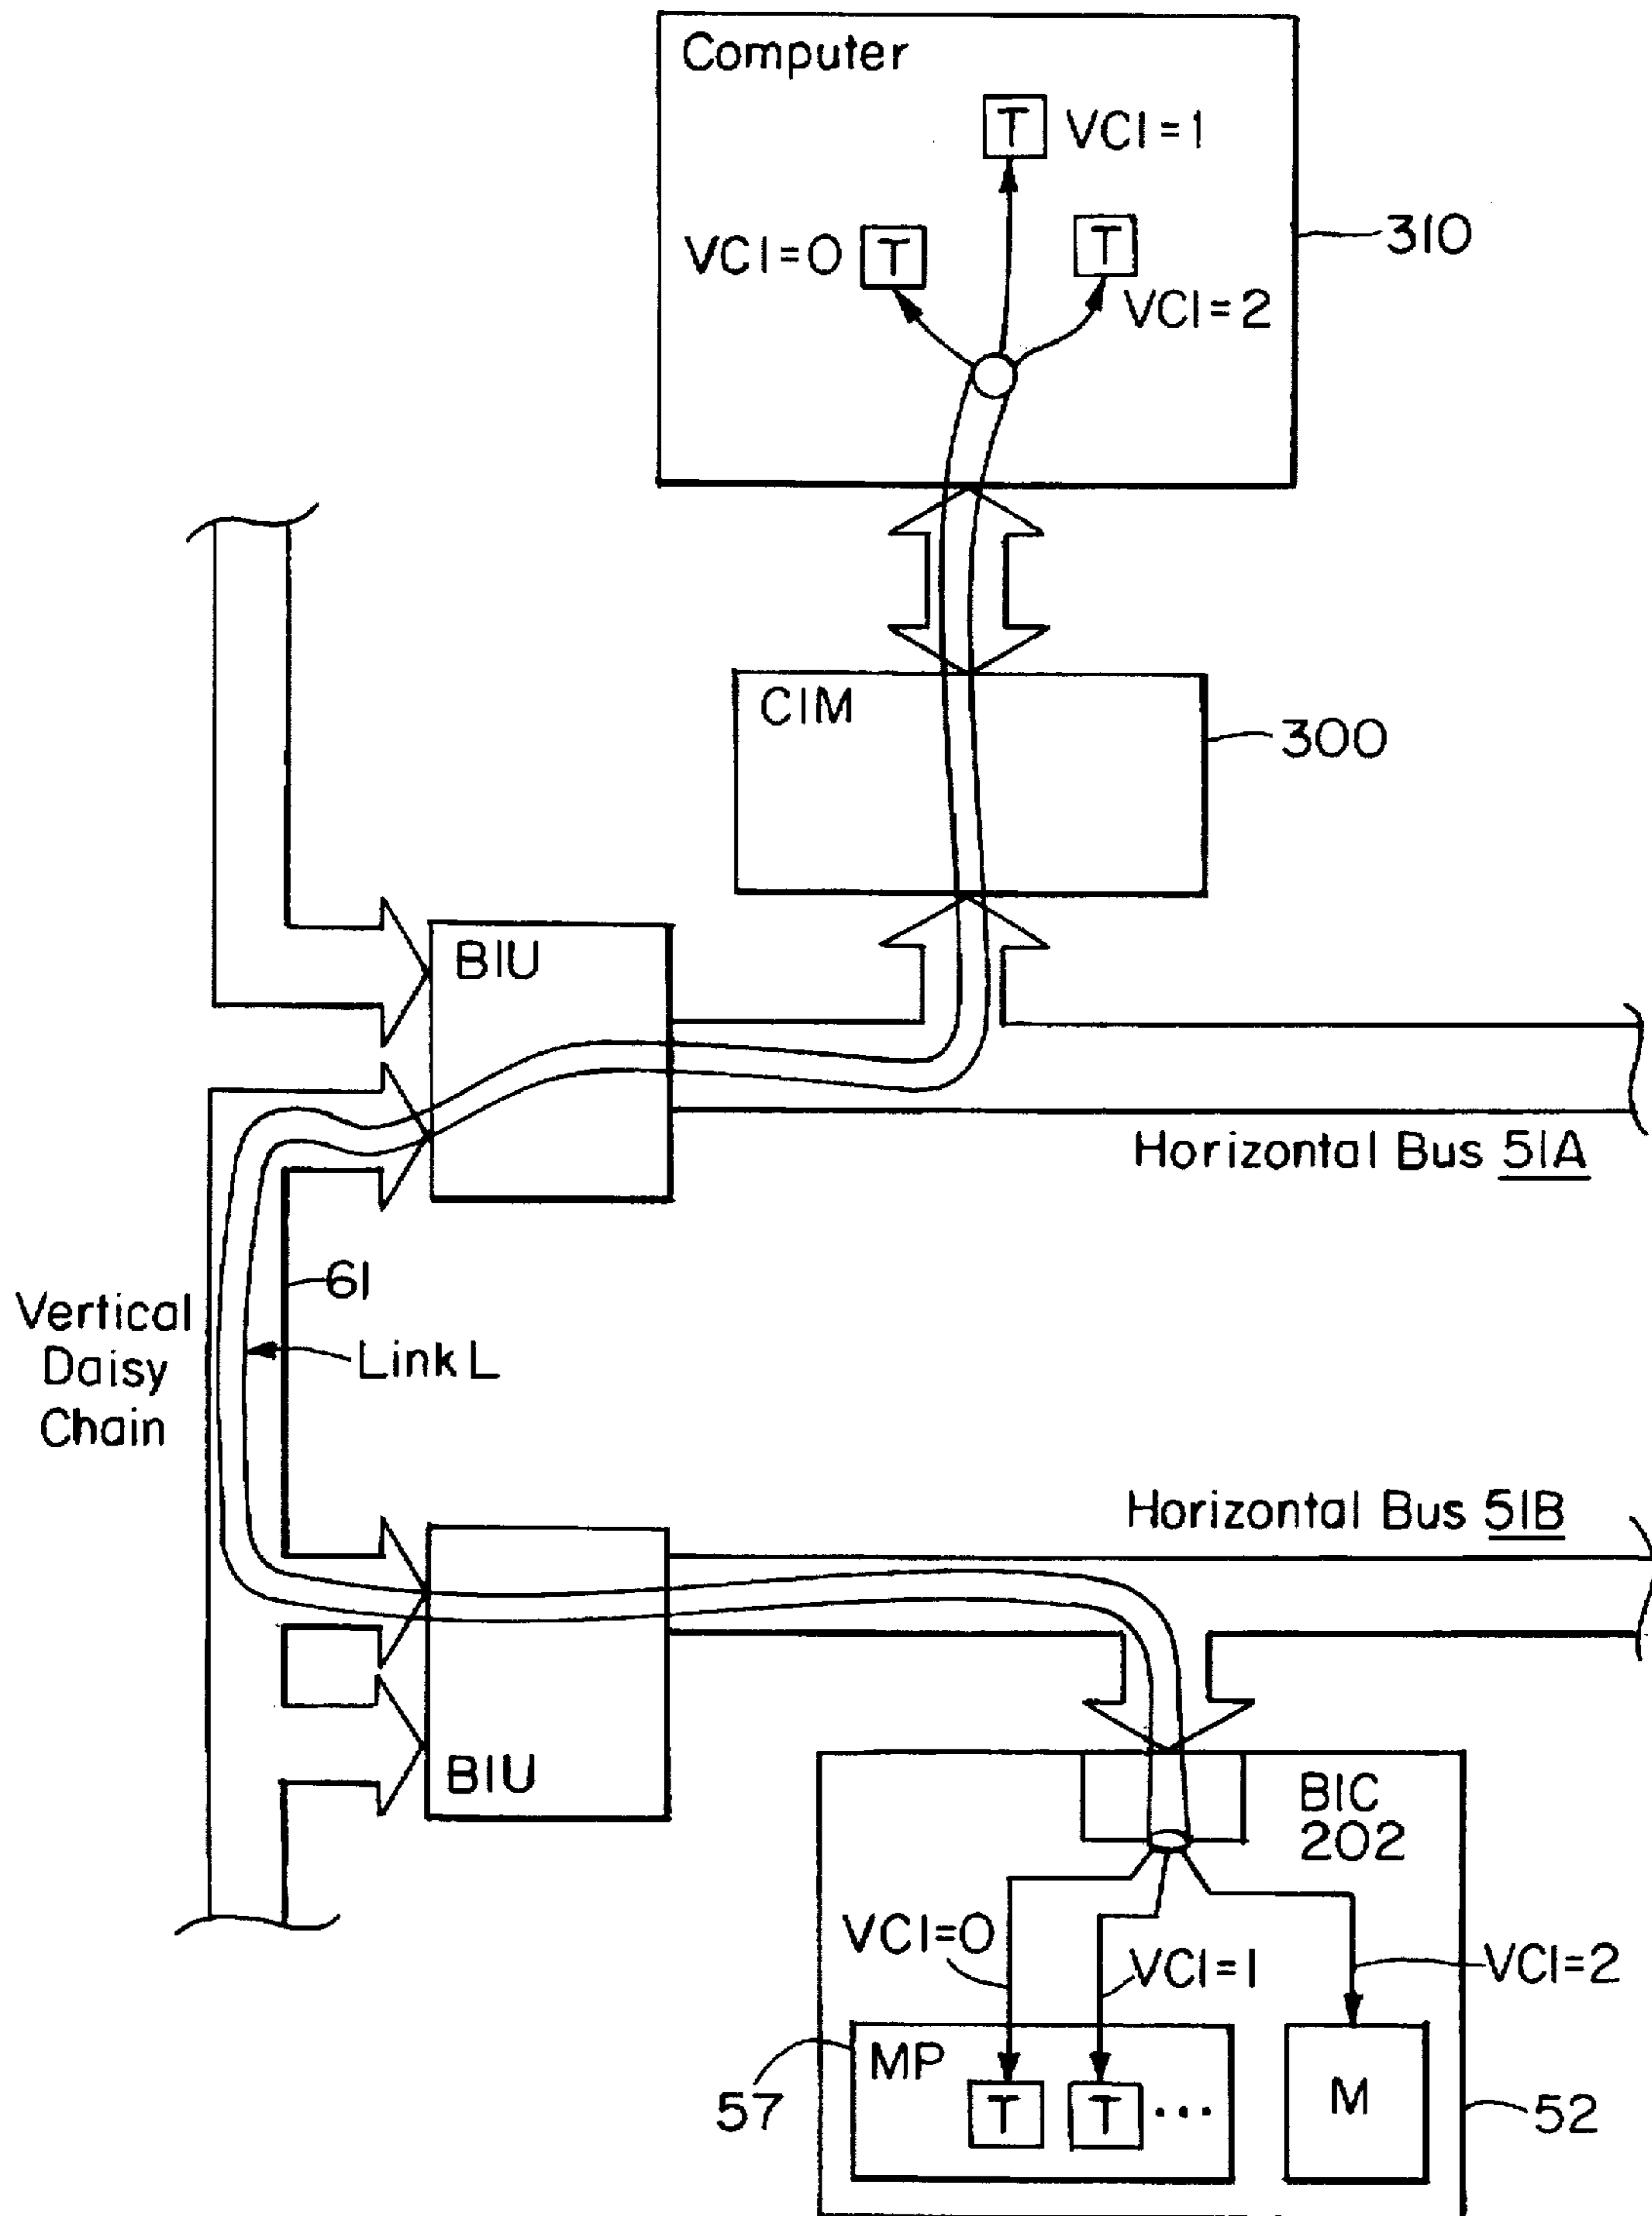 Computer
T VCI=1
VCI=0 T
T
VCI=2
310
CIM
300
BIU
Horizontal Bus 51A
61
Vertical
Daisy
Chain
Link L
Horizontal Bus 51B
BIU
BIC
202
VCI=0
VCI=1
VCI=2
MP
T
T ...
M
57
52